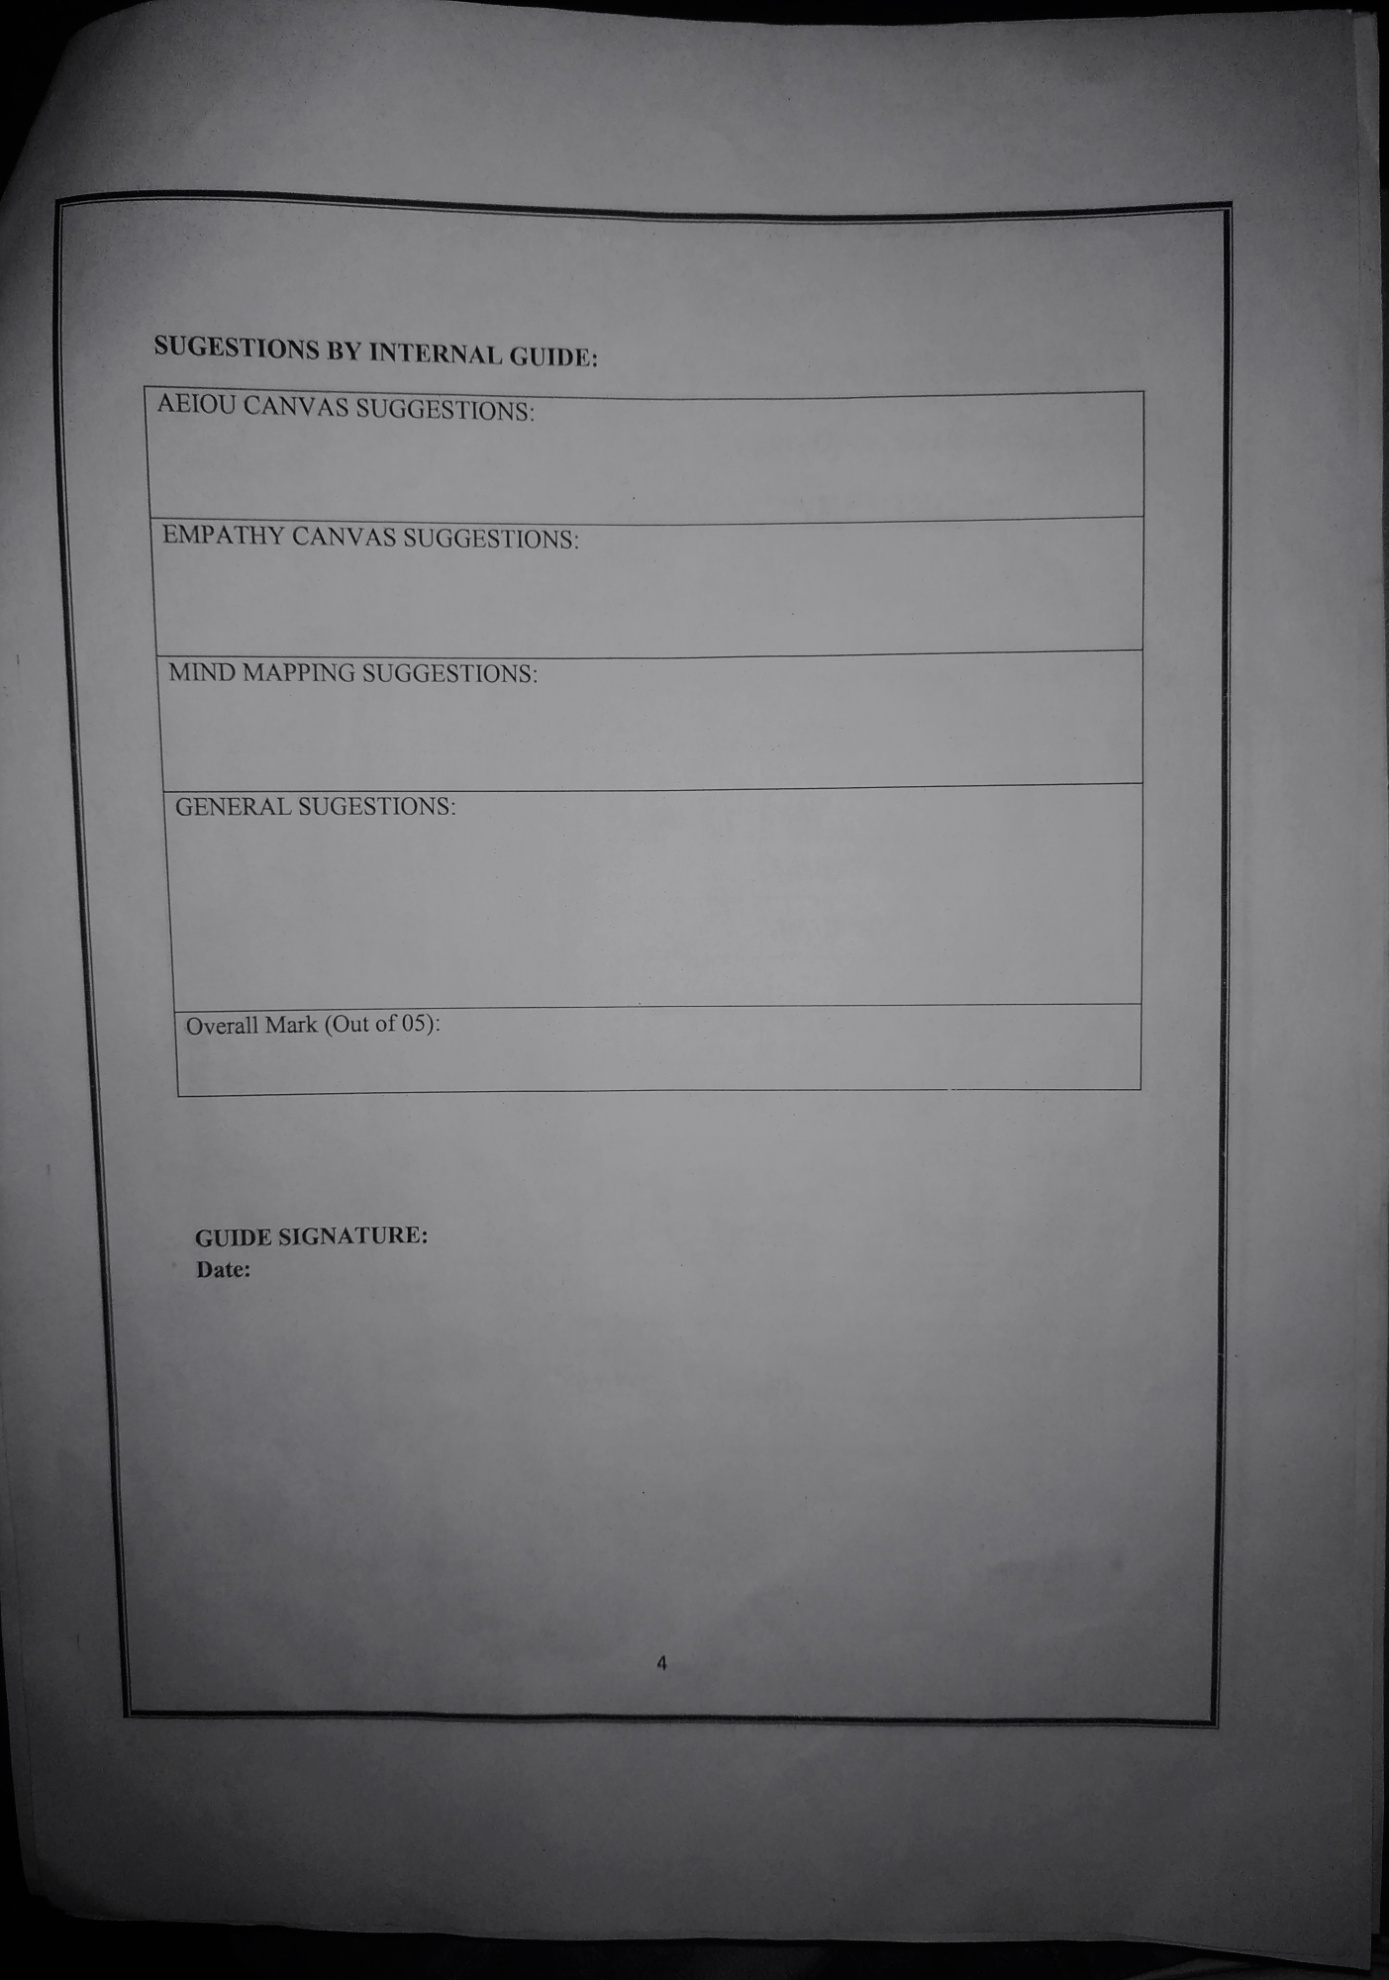 SUGESTIONS BY INTERNAL GUIDE:
AEIOU CANVAS SUGGESTIONS:
EMPATHY CANVAS SUGGESTIONS:
MIND MAPPING SUGGESTIONS:
GENERAL SUGESTIONS:
Overall Mark (Out of 05):
GUIDE SIGNATURE:
Date:
4